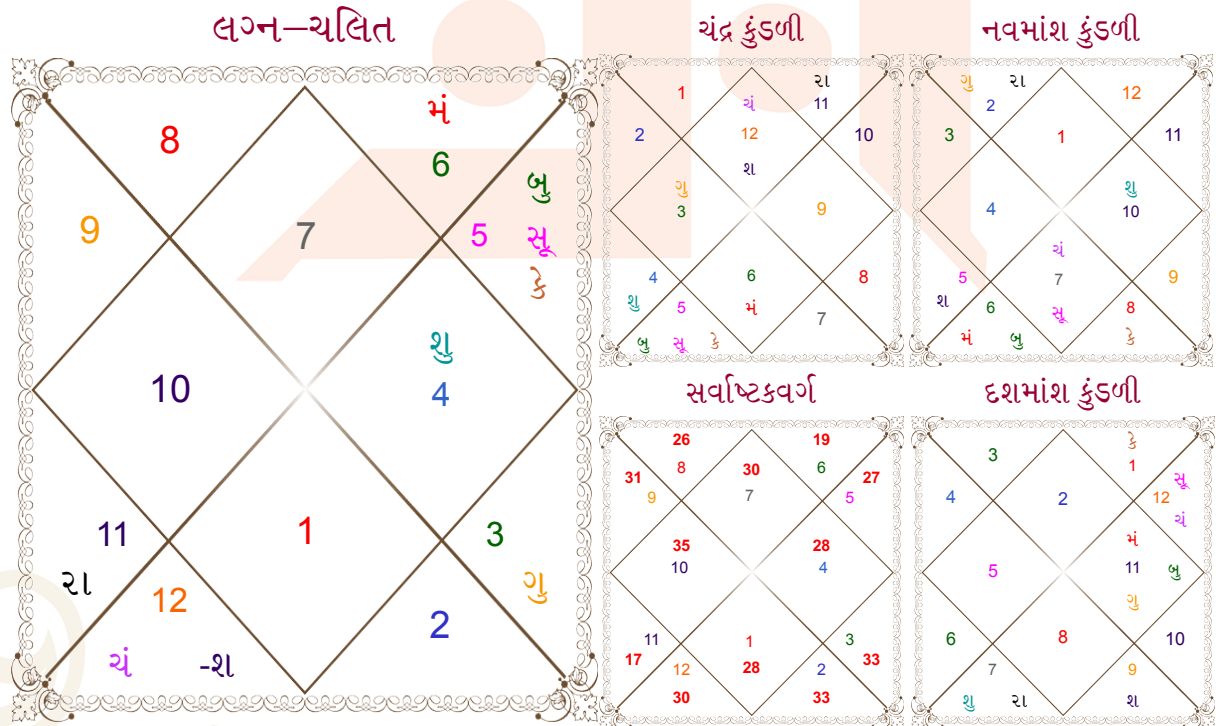 લગ્ન–ચલિત
મં
8
6
બુ
9
7
5
સૂ
કે
શુ
10
4
11
1
3
રા
12
ગુ
2
ચં
-શ
ચંદ્ર કુંડળી
રા
1
ચં
11
2
12
10
શ
ગુ
3
9
4
6
8
શુ
5
મં
7
બુ
સૂ
કે
નવમાંશ કુંડળી
ગુ
રા
2
12
3
1
11
શુ
4
10
ચં
5
7
9
શ
6
સૂ
8
મં
બુ
કે
સર્વાષ્ટકવર્ગ
26
19
8
30
6
31
27
9
7
5
35
28
10
4
11
1
3
17
12
28
2
33
30
33
દશમાંશ કુંડળી
કે
3
1
સૂ
4
2
12
ચં
મં
5
11
બુ
ગુ
6
8
10
7
9
શુ
રા
શ